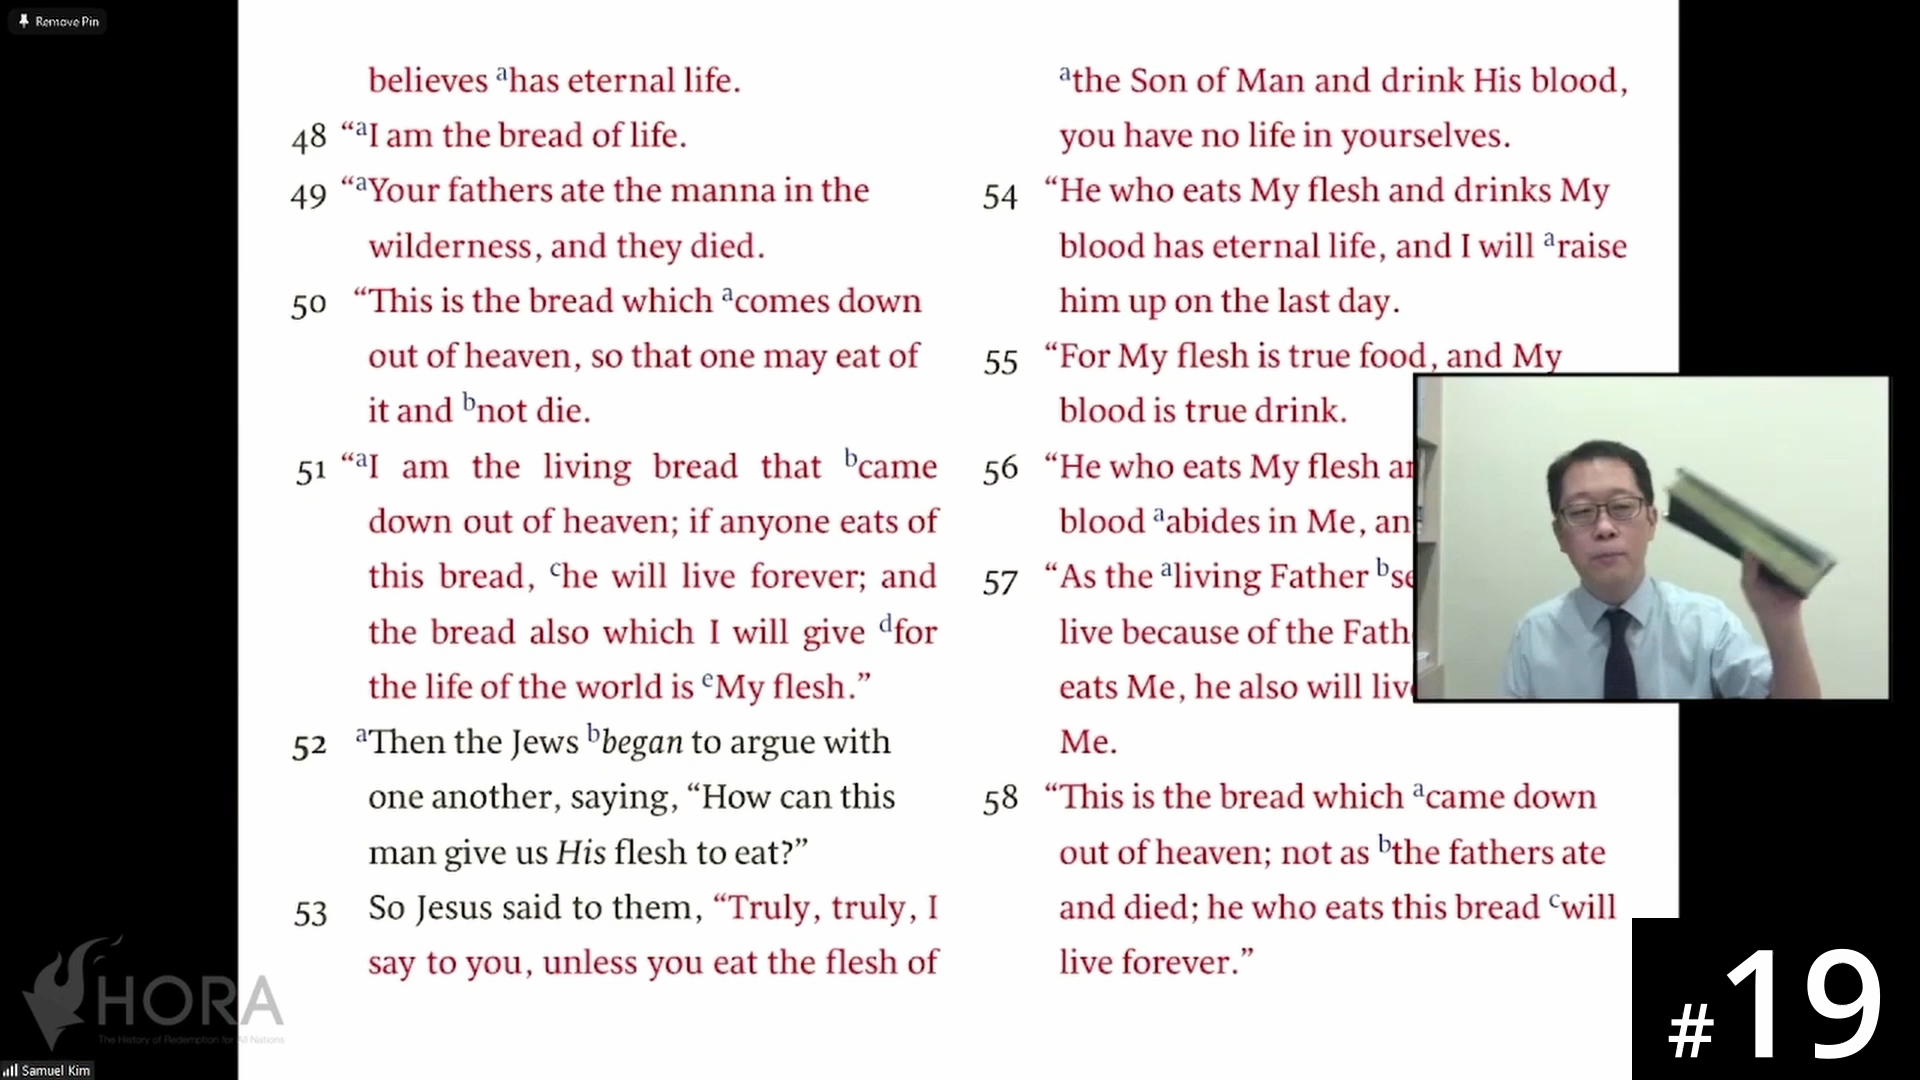 Remove Pin
believes ahas eternal life.
48 “aI am the bread of life.
49 “aYour fathers ate the manna in the
wilderness, and they died.
50 “This is the bread which acomes down
out of heaven, so that one may eat of
it and bnot die.
51 “aI am the living bread that bcame
down out of heaven; if anyone eats of
this bread, che will live forever; and
the bread also which I will give dfor
the life of the world is eMy flesh.”
52 aThen the Jews bbegan to argue with
one another, saying, “How can this
man give us His flesh to eat?”
53 So Jesus said to them, “Truly, truly, I
say to you, unless you eat the flesh of
athe Son of Man and drink His blood,
you have no life in yourselves.
54 “He who eats My flesh and drinks My
blood has eternal life, and I will araise
him up on the last day.
55 “For My flesh is true food, and My
blood is true drink.
56 “He who eats My flesh
blood aabides in Me,
57 “As the aliving Father
live because of the
eats Me, he also will
Me.
58 “This is the bread which acame down
out of heaven; not as bthe fathers ate
and died; he who eats this bread cwill
live forever.”
HORA
The History of Redemption for All Nations
Samuel Kim
#19